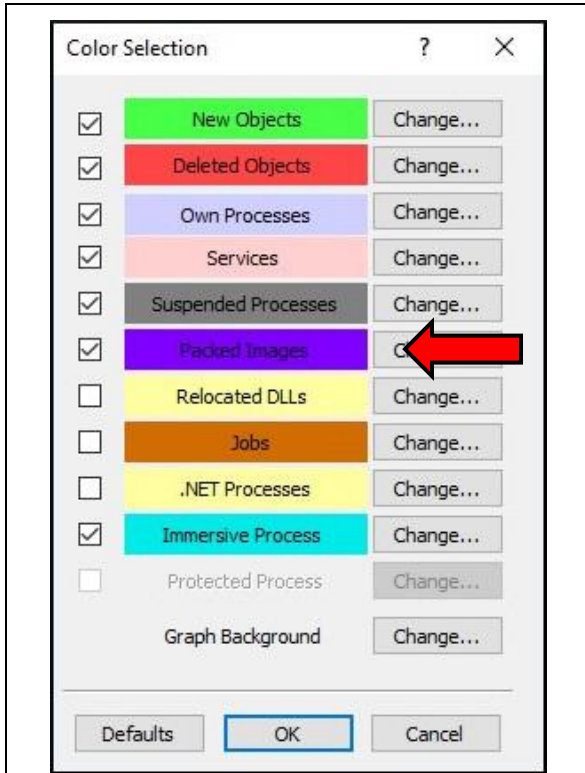 Color Selection ? X
New Objects Change...
Deleted Objects Change...
Own Processes Change...
Services Change...
Suspended Processes Change...
Packed Images
Relocated DLLs Change...
Jobs Change...
.NET Processes Change...
Immersive Process Change...
Protected Process Change...
Graph Background Change...
Defaults OK Cancel